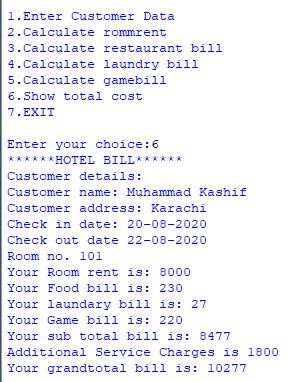 1.Enter Customer Data
2.Calculate rommrent
3.Calculate restaurant bill
4.Calculate laundry bill
5.Calculate gamebill
6.Show total cost
7.EXIT
Enter your choice:6
******HOTEL BILL******
Customer details:
Customer name: Muhammad Kashif
Customer address: Karachi
Check in date: 20-08-2020
Check out date 22-08-2020
Room no. 101
Your Room rent is: 8000
Your Food bill is: 230
Your laundary bill is: 27
Your Game bill is: 220
Your sub total bill is: 8477
Additional Service Charges is 1800
Your grandtotal bill is: 10277